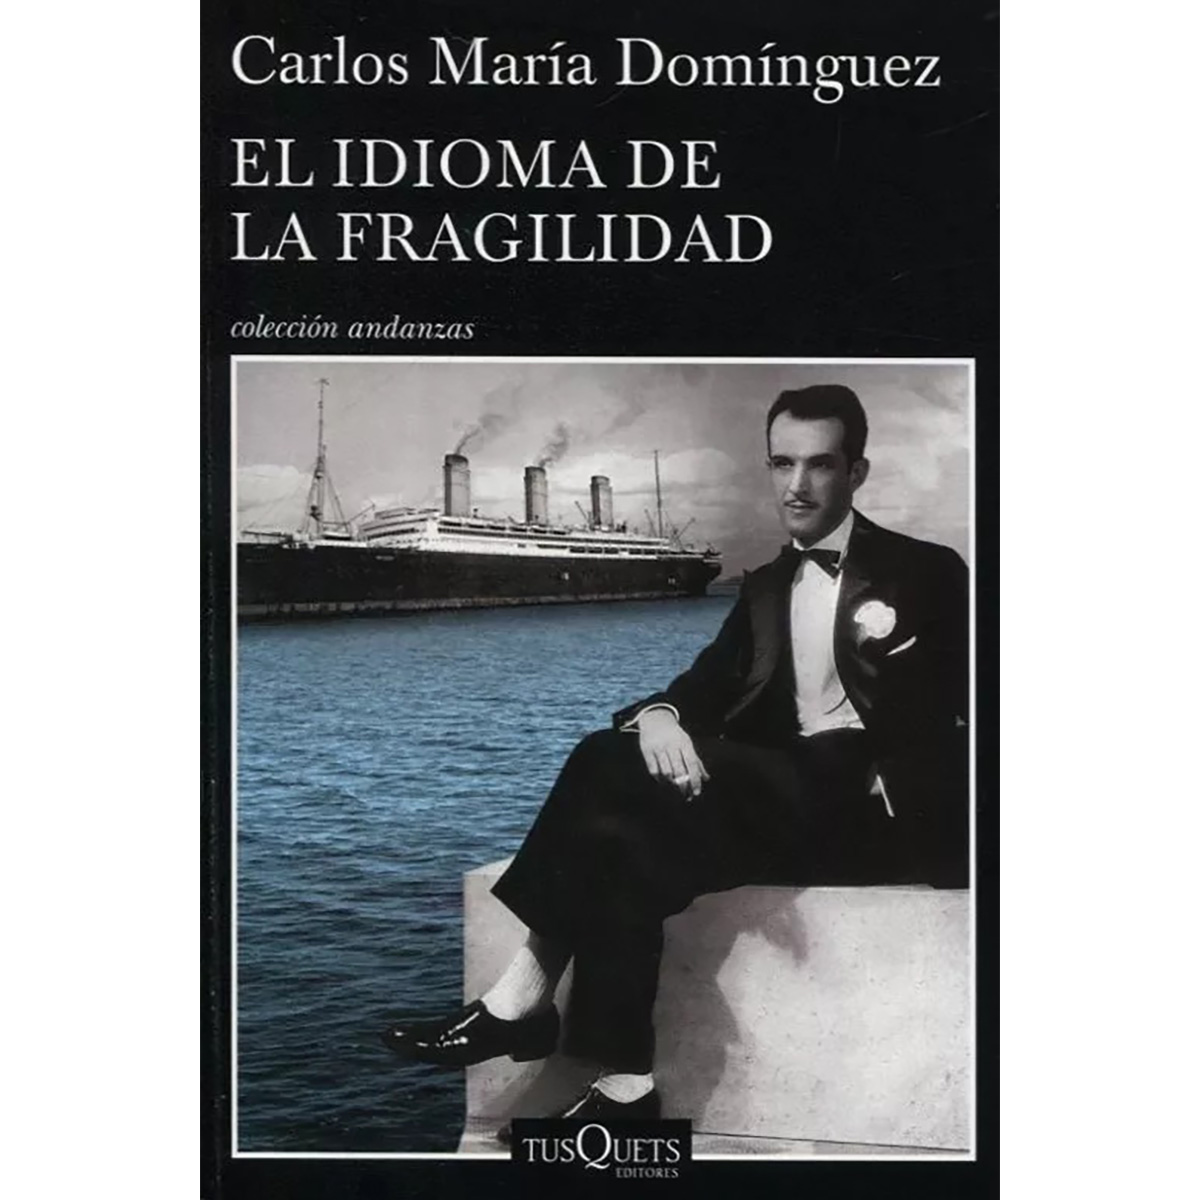 Carlos María Domínguez
EL IDIOMA DE
LA FRAGILIDAD
colección andanzas
TUSQUETS
EDITORES